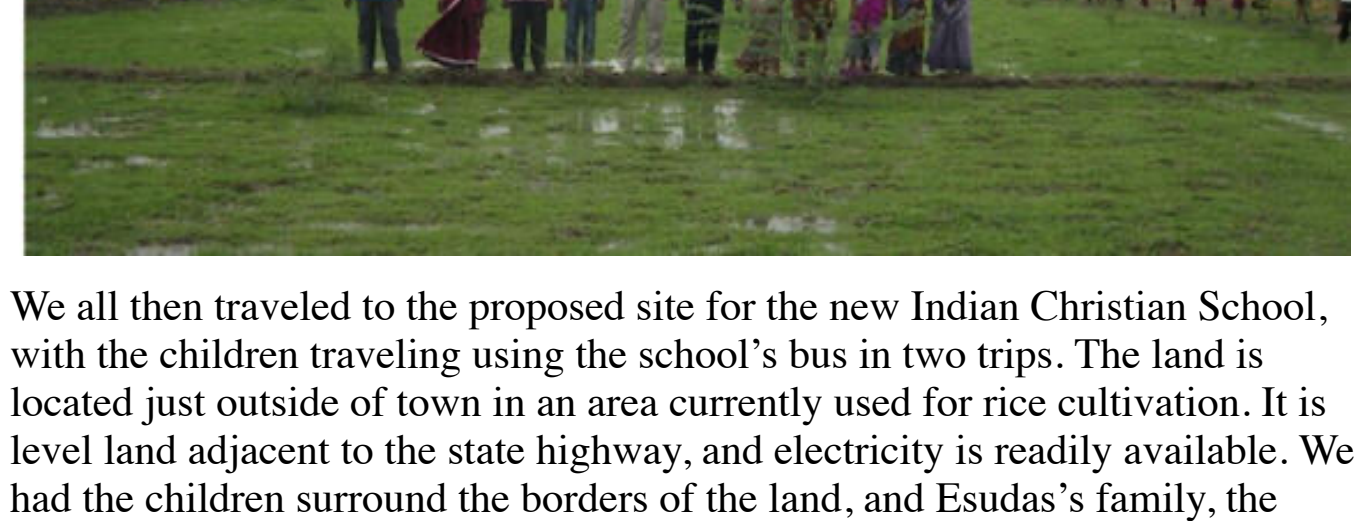 We all then traveled to the proposed site for the new Indian Christian School,
with the children traveling using the school’s bus in two trips. The land is
located just outside of town in an area currently used for rice cultivation. It is
level land adjacent to the state highway, and electricity is readily available. We
had the children surround the borders of the land, and Esudas’s family, the